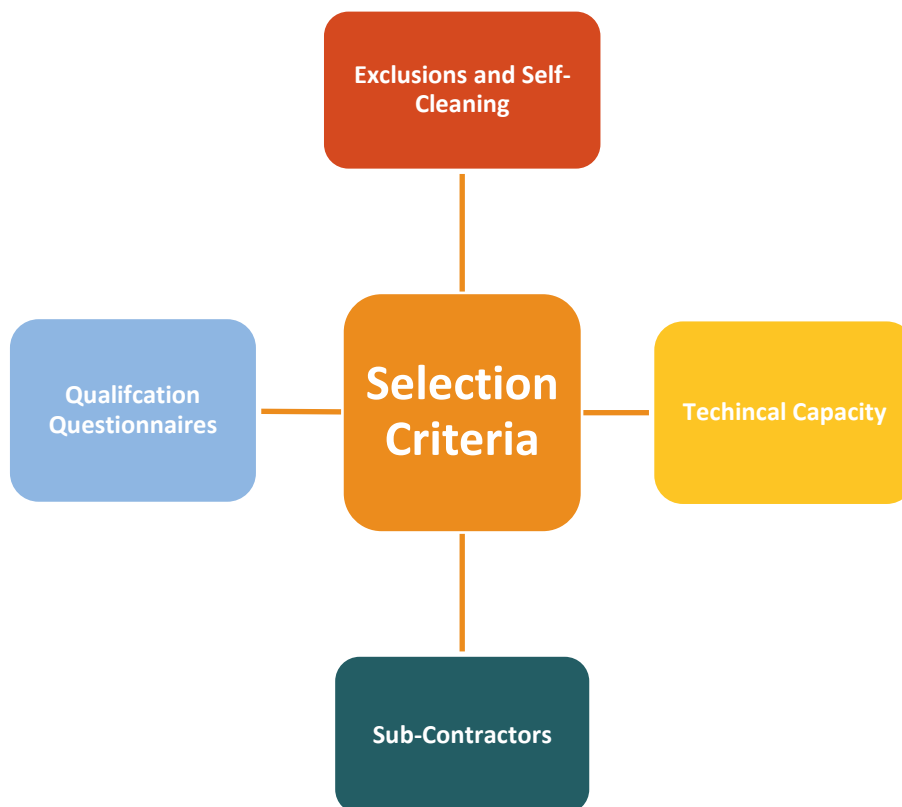 Exclusions and Self-
Cleaning
Qualifcation
Questionnaires
Selection
Criteria
Techincal Capacity
Sub-Contractors